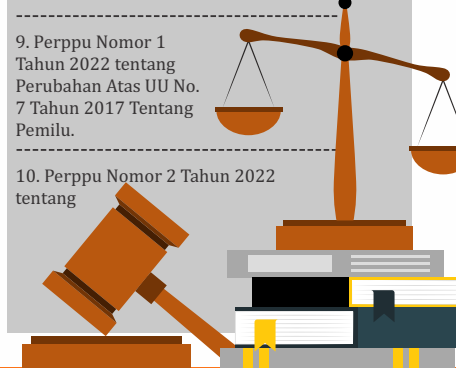 9. Perppu Nomor 1
Tahun 2022 tentang
Perubahan Atas UU No.
7 Tahun 2017 Tentang
Pemilu.
10. Perppu Nomor 2 Tahun 2022
tentang